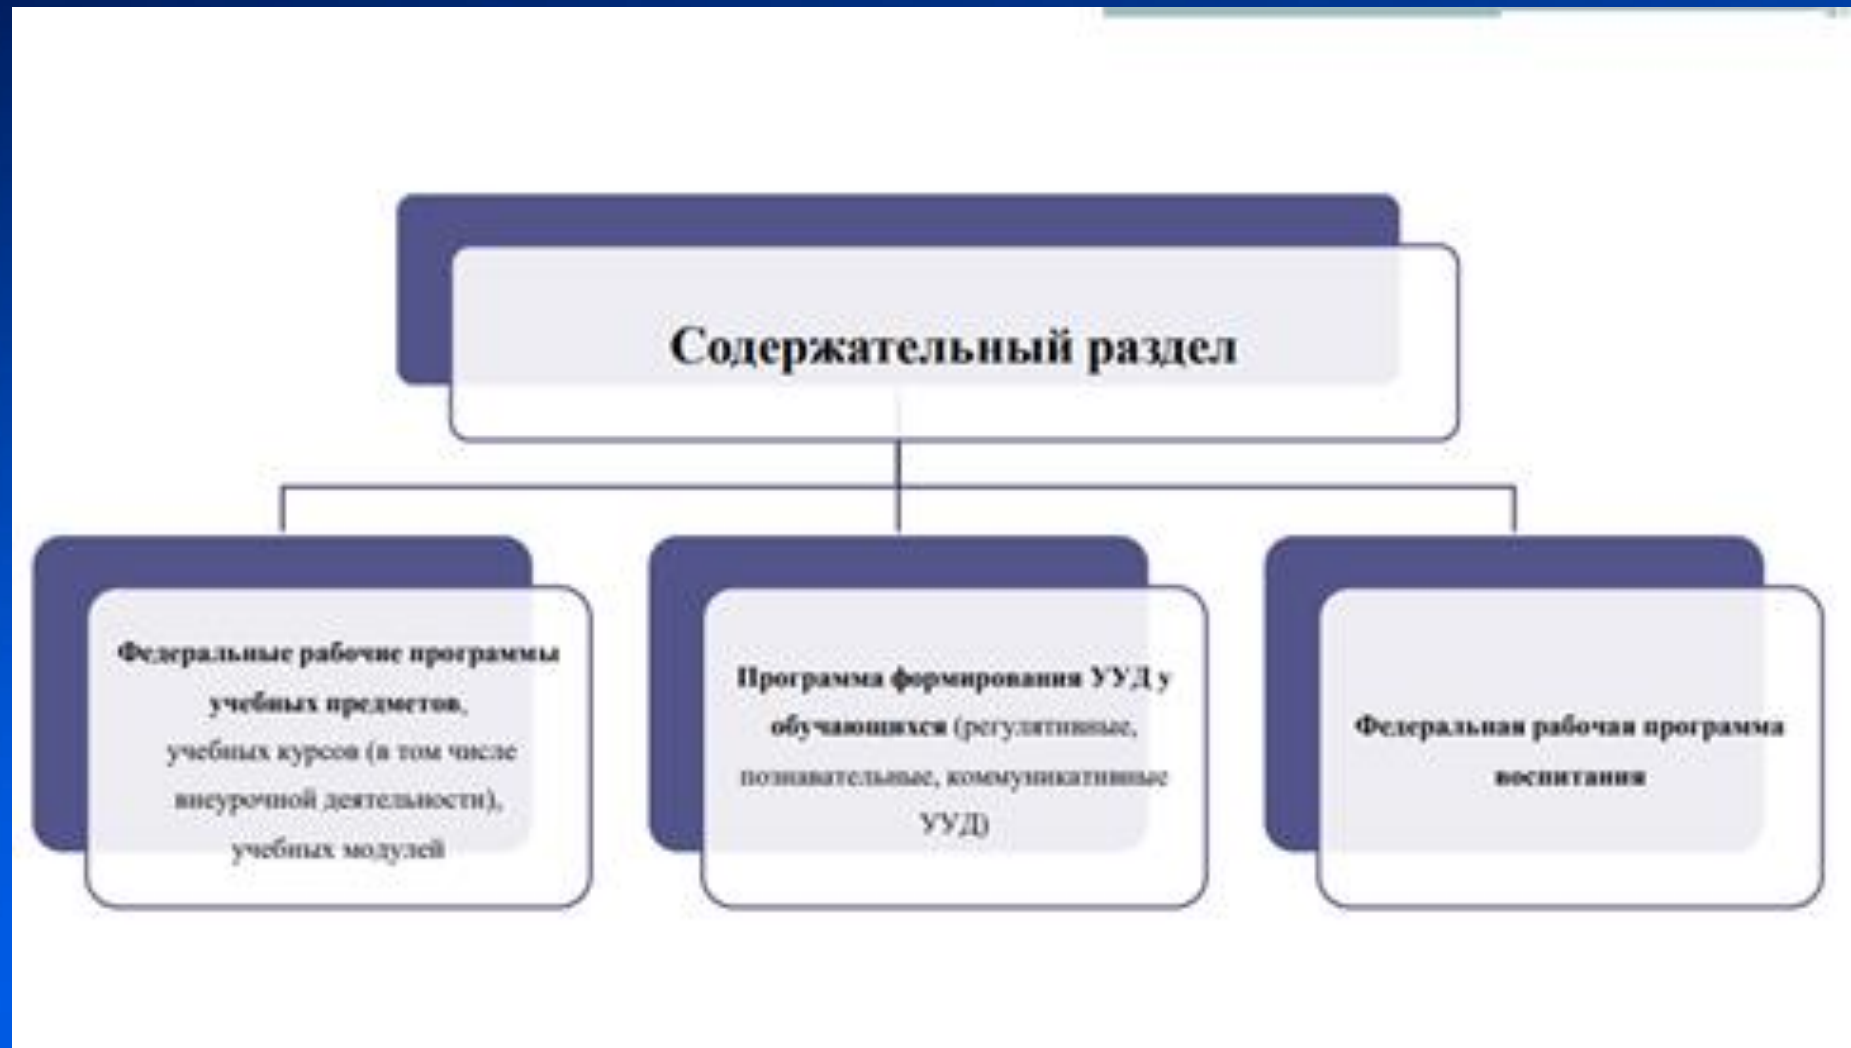 Содержательный раздел
Федеральные рабочие программы
учебных предметов,
учебных курсов (в том числе
внеурочной деятельности),
учебных модулей
Программа формирования УУД у
обучающихся (регулятивные,
познавательные, коммуникативные
УУД)
Федеральная рабочая программа
воспитания